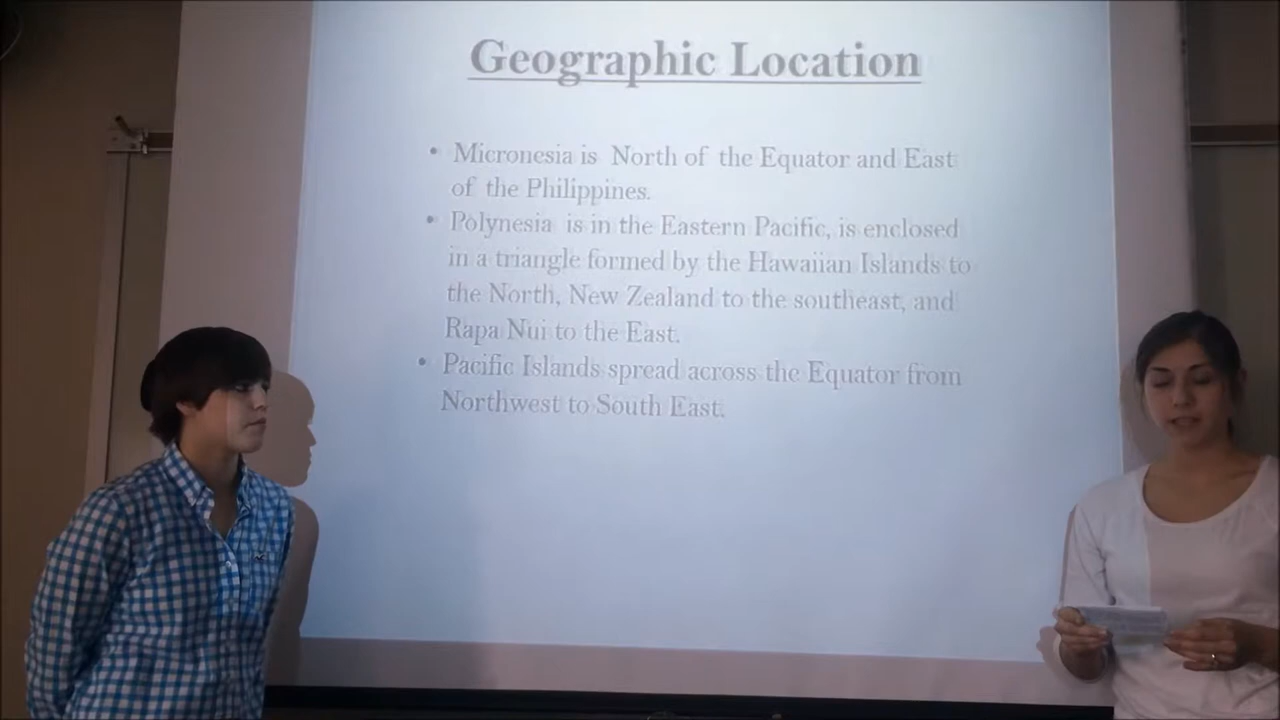 Geographic Location
• Micronesia is North of the Equator and East
of the Philippines.
• Polynesia is in the Eastern Pacific, is enclosed
in a triangle formed by the Hawaiian Islands to
the North, New Zealand to the southeast, and
Rapa Nui to the East.
• Pacific Islands spread across the Equator from
Northwest to South East.